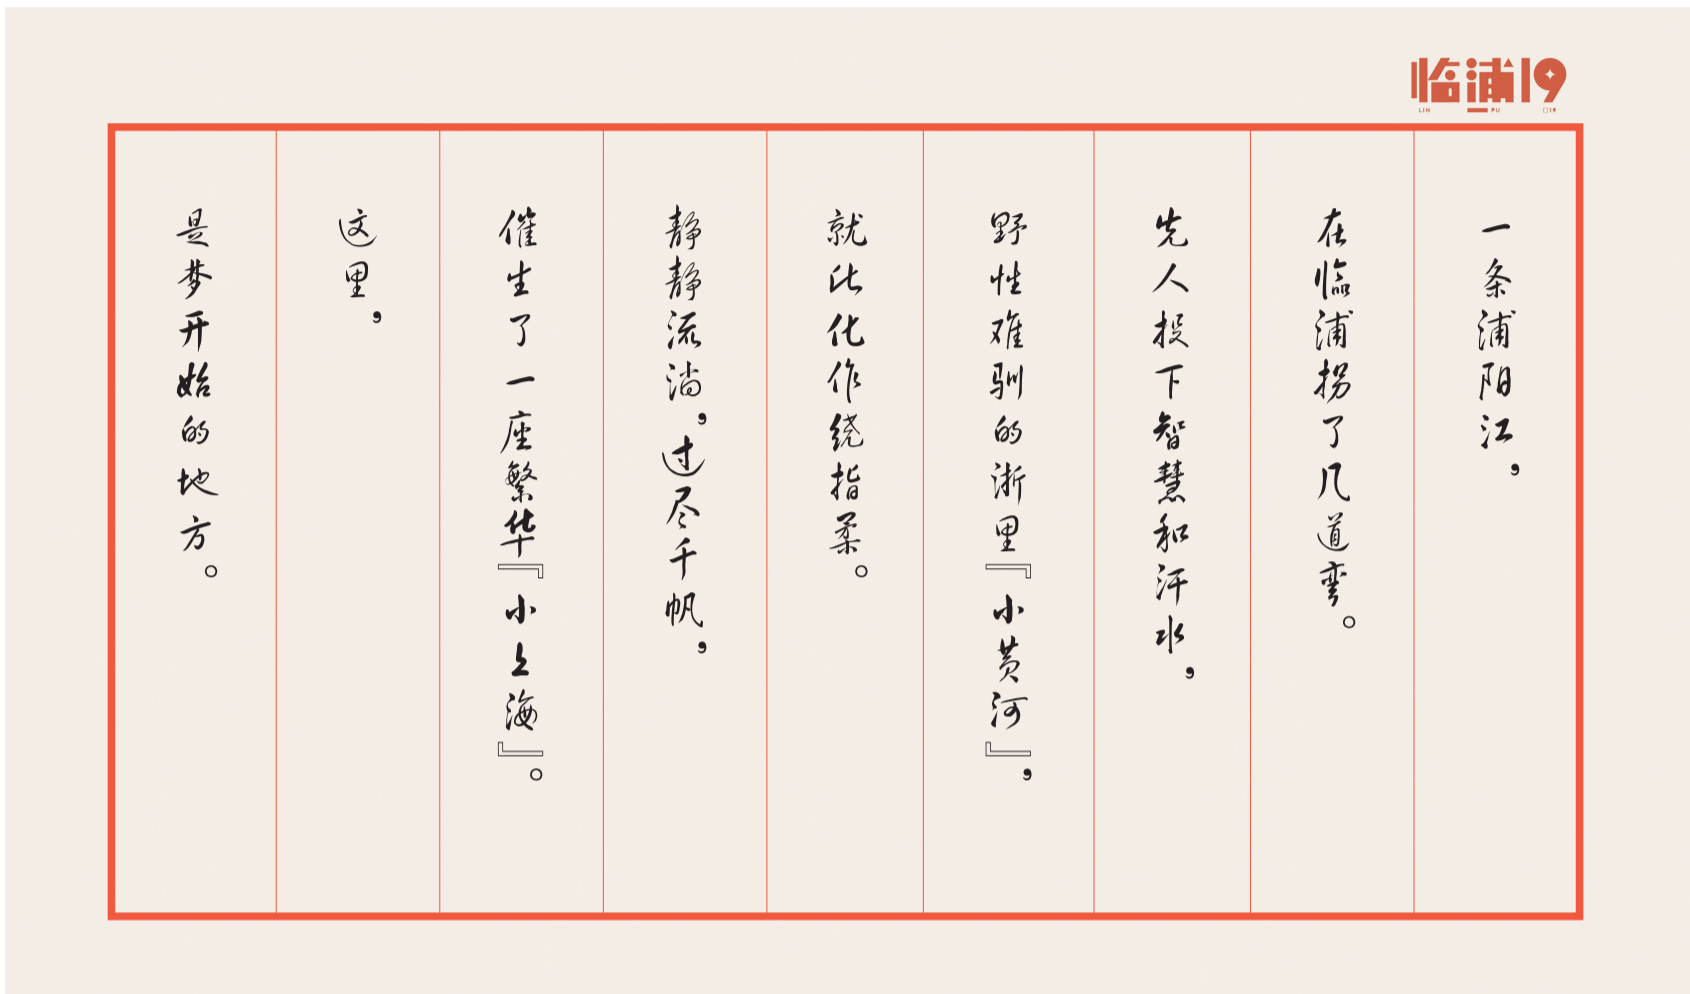 临浦19
LIN PU □19
一条浦阳江，
在临浦拐了几道弯。
先人投下智慧和汗水，
野性难驯的浙里『小黄河』，
就此化作绕指柔。
静静流淌，过尽千帆，
催生了一座繁华『小上海』。
这里，
是梦开始的地方。